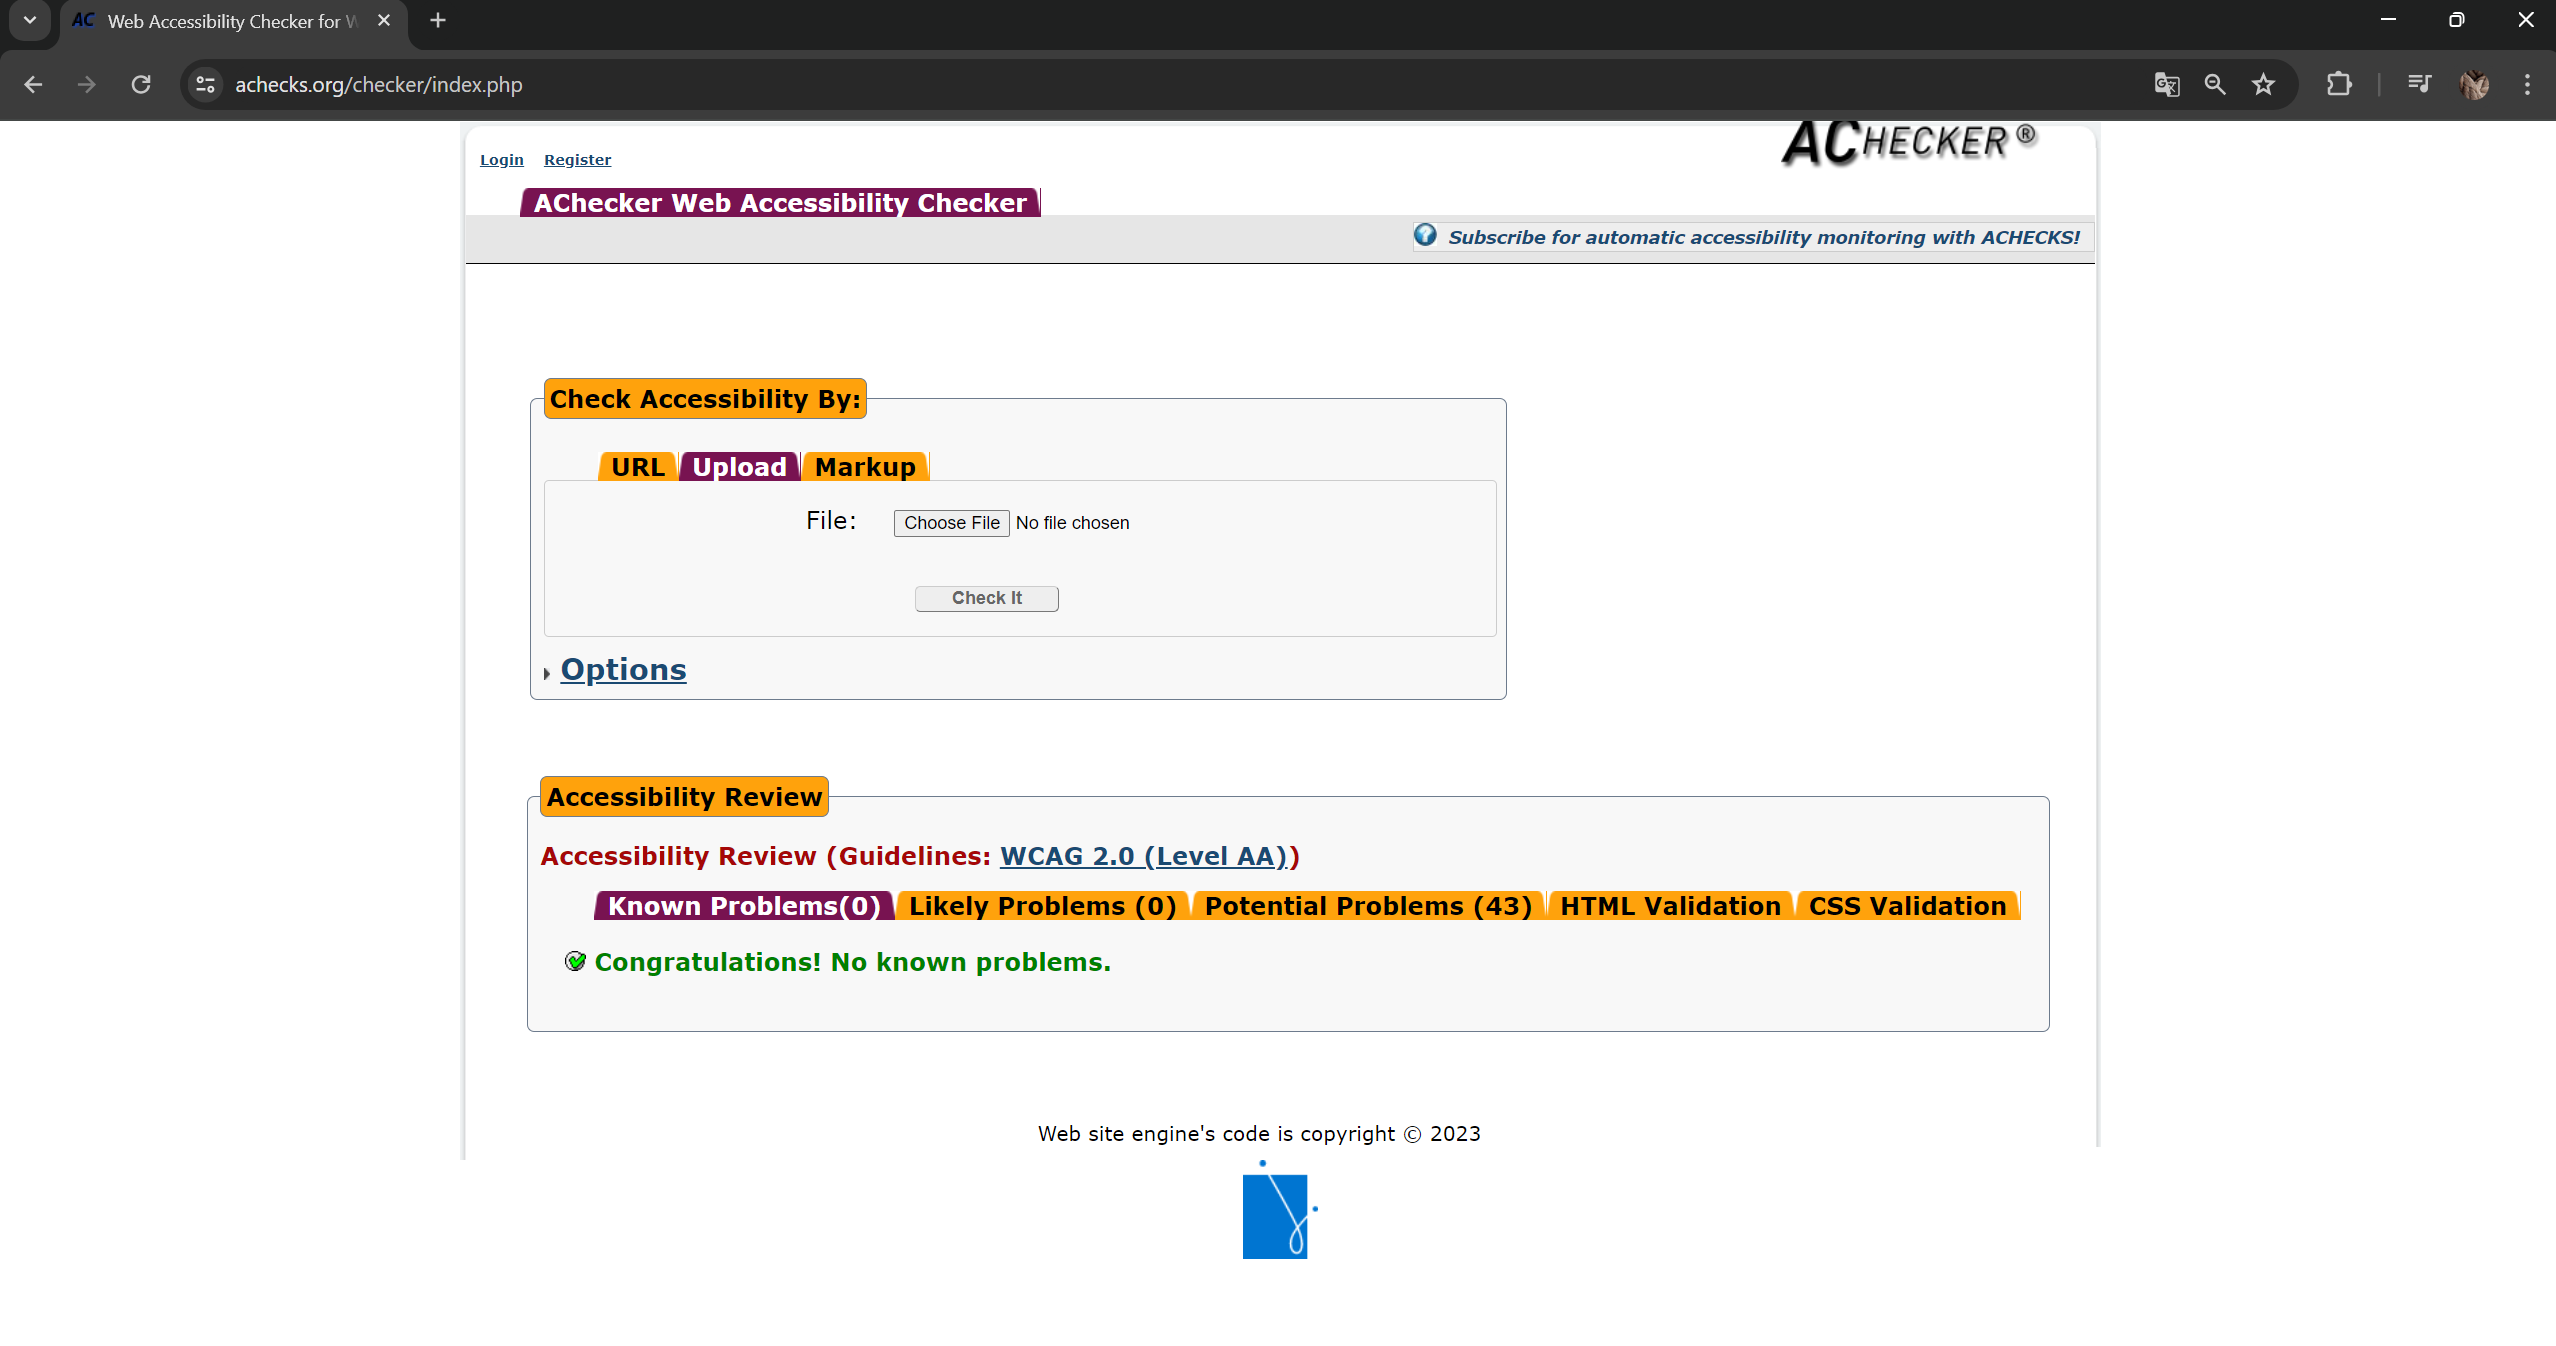 AC Web Accessibility Checker for W
achecks.org/checker/index.php
ACHECKER ®
Login Register
AChecker Web Accessibility Checker
Subscribe for automatic accessibility monitoring with ACHECKS!
Check Accessibility By:
URL Upload Markup
File: Choose File No file chosen
Check It
Options
Accessibility Review
Accessibility Review (Guidelines: WCAG 2.0 (Level AA))
Known Problems(0) Likely Problems (0) Potential Problems (43) HTML Validation CSS Validation
Congratulations! No known problems.
Web site engine's code is copyright © 2023